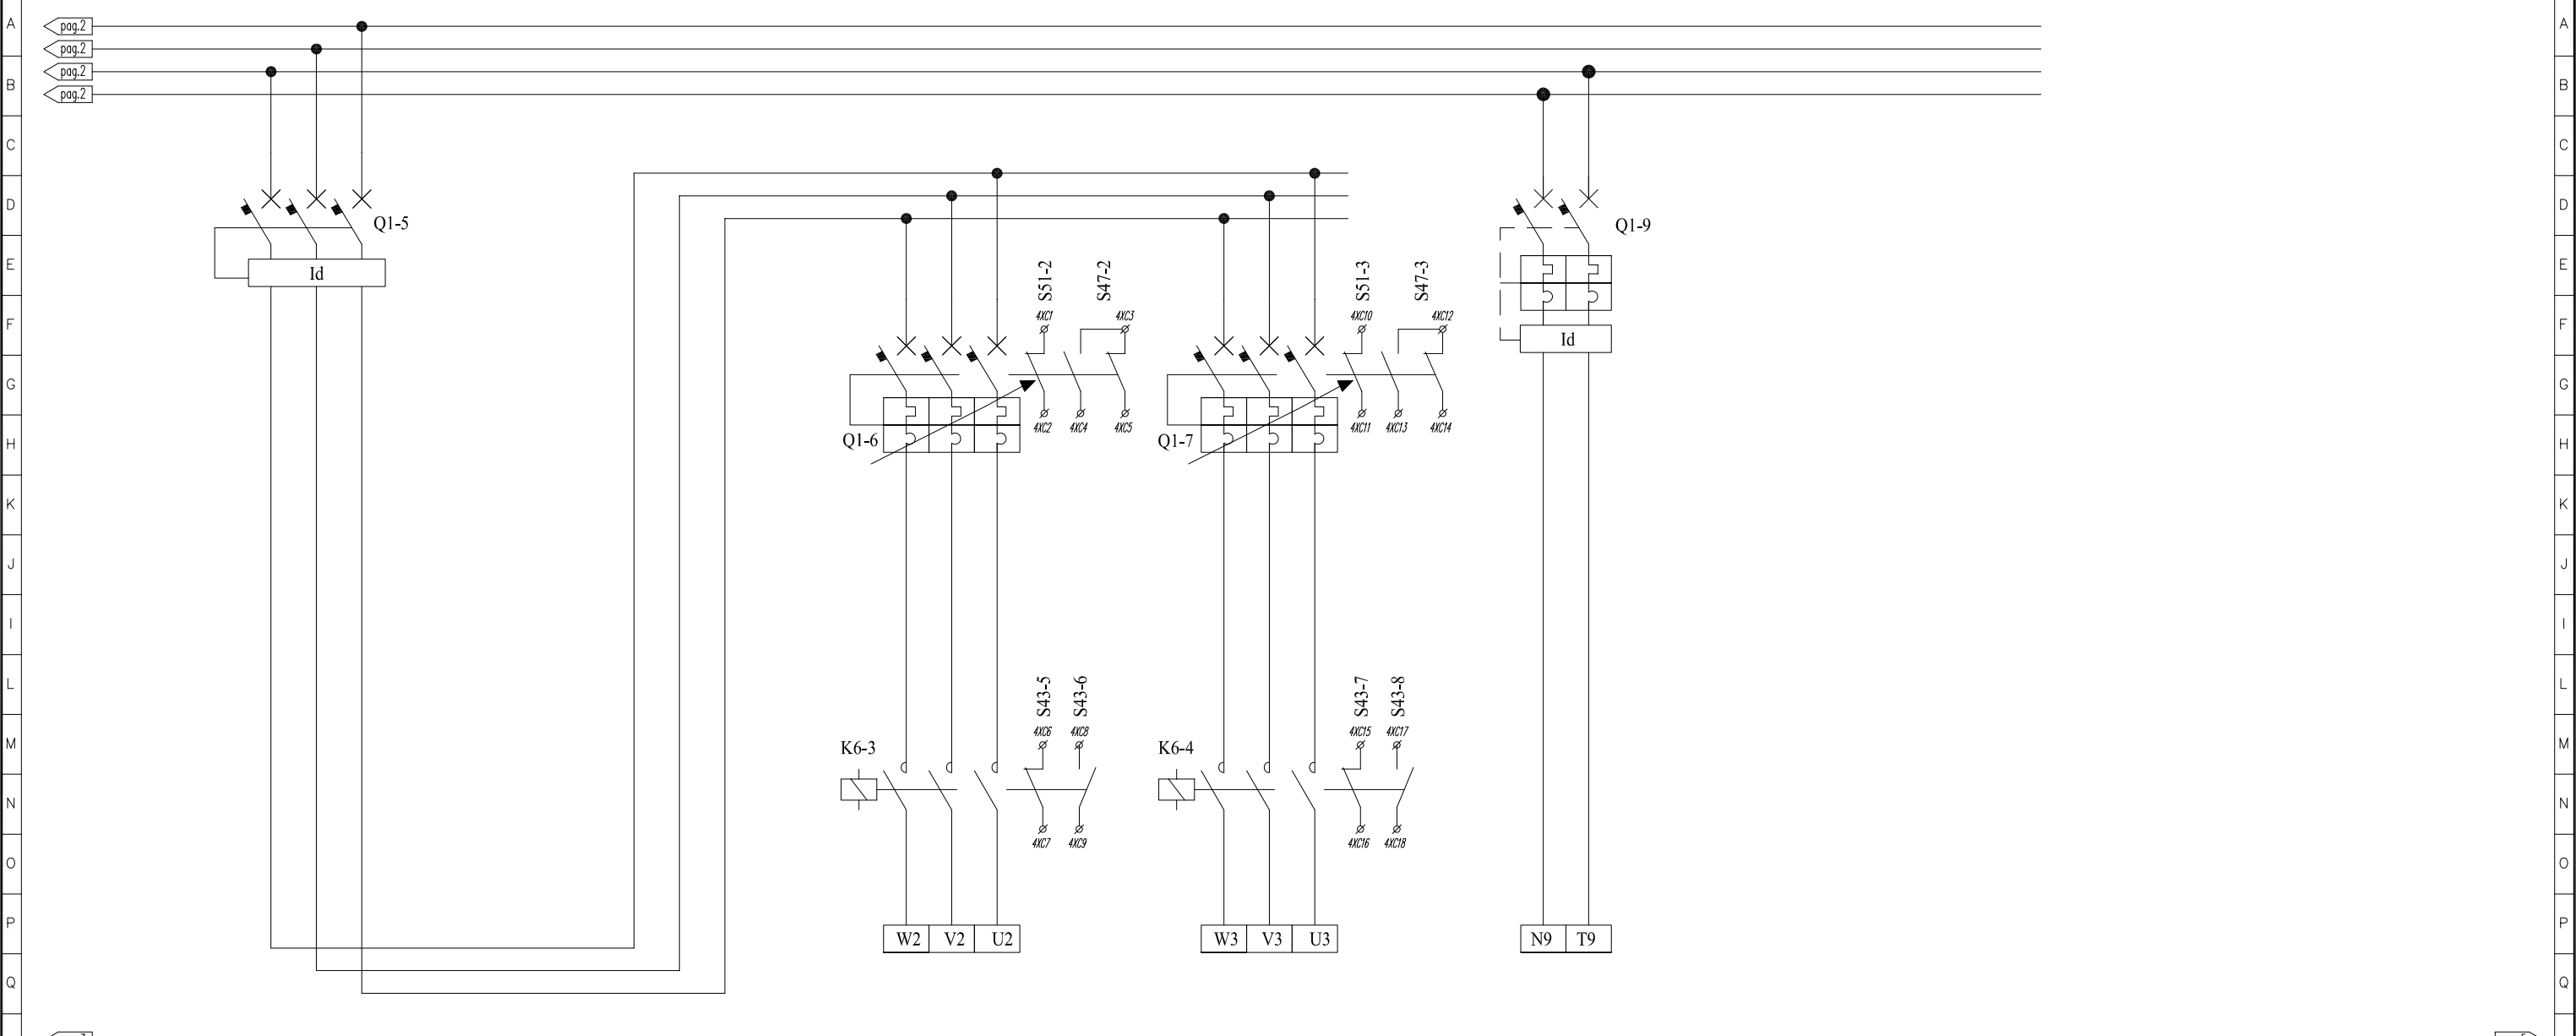 A A
pag.2
pag.2
pag.2
B B
pag.2
C C
D D
Q1-5 Q1-9
E Id S51-2 S47-2 S51-3 S47-3 E
4XC1 4XC3 4XC10 4XC12
F F
Id
G G
4XC2 4XC4 4XC5 4XC11 4XC13 4XC14
H Q1-6 Q1-7 H
K K
J J
I I
L S43-5 S43-6 S43-7 S43-8 L
4XC6 4XC8 4XC15 4XC17
M K6-3 K6-4 M
N N
4XC7 4XC9 4XC16 4XC18
O O
P P
W2 V2 U2 W3 V3 U3 N9 T9
Q Q